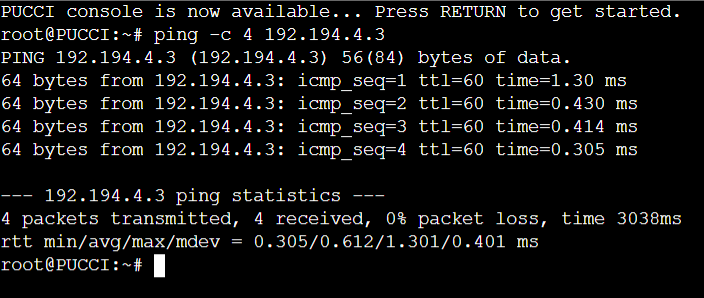 PUCCI console is now available... Press RETURN to get started.
root@PUCCI:~# ping -c 4 192.194.4.3
PING 192.194.4.3 (192.194.4.3) 56(84) bytes of data.
64 bytes from 192.194.4.3: icmp_seq=1 ttl=60 time=1.30 ms
64 bytes from 192.194.4.3: icmp_seq=2 ttl=60 time=0.430 ms
64 bytes from 192.194.4.3: icmp_seq=3 ttl=60 time=0.414 ms
64 bytes from 192.194.4.3: icmp_seq=4 ttl=60 time=0.305 ms

--- 192.194.4.3 ping statistics ---
4 packets transmitted, 4 received, 0% packet loss, time 3038ms
rtt min/avg/max/mdev = 0.305/0.612/1.301/0.401 ms
root@PUCCI:~#